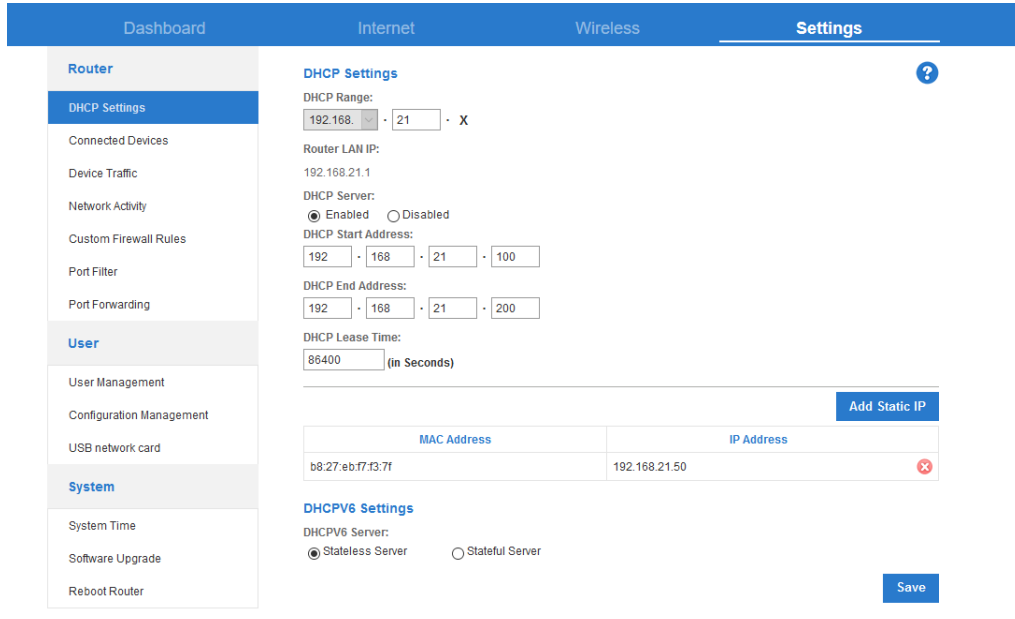 Dashboard Internet Wireless Settings
Router
DHCP Settings
Connected Devices
Device Traffic
Network Activity
Custom Firewall Rules
Port Filter
Port Forwarding
User
User Management
Configuration Management
USB network card
System
System Time
Software Upgrade
Reboot Router
DHCP Settings ?
DHCP Range:
192.168. · 21 · X
Router LAN IP:
192.168.21.1
DHCP Server:
Enabled Disabled
DHCP Start Address:
192 · 168 · 21 · 100
DHCP End Address:
192 · 168 · 21 · 200
DHCP Lease Time:
86400 (in Seconds)
Add Static IP
MAC Address IP Address
b8:27:eb:f7:f3:7f 192.168.21.50
DHCPV6 Settings
DHCPV6 Server:
Stateless Server Stateful Server
Save